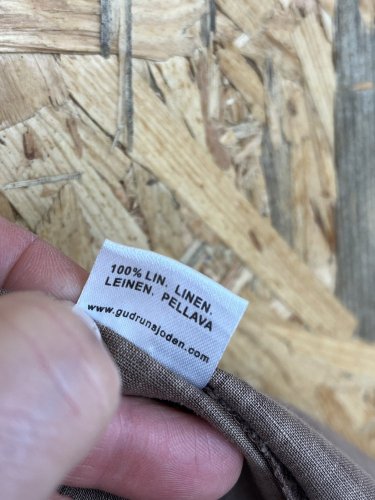 100% LIN. LINEN.
LEINEN. PELLAVA
www.gudrunsjoden.com